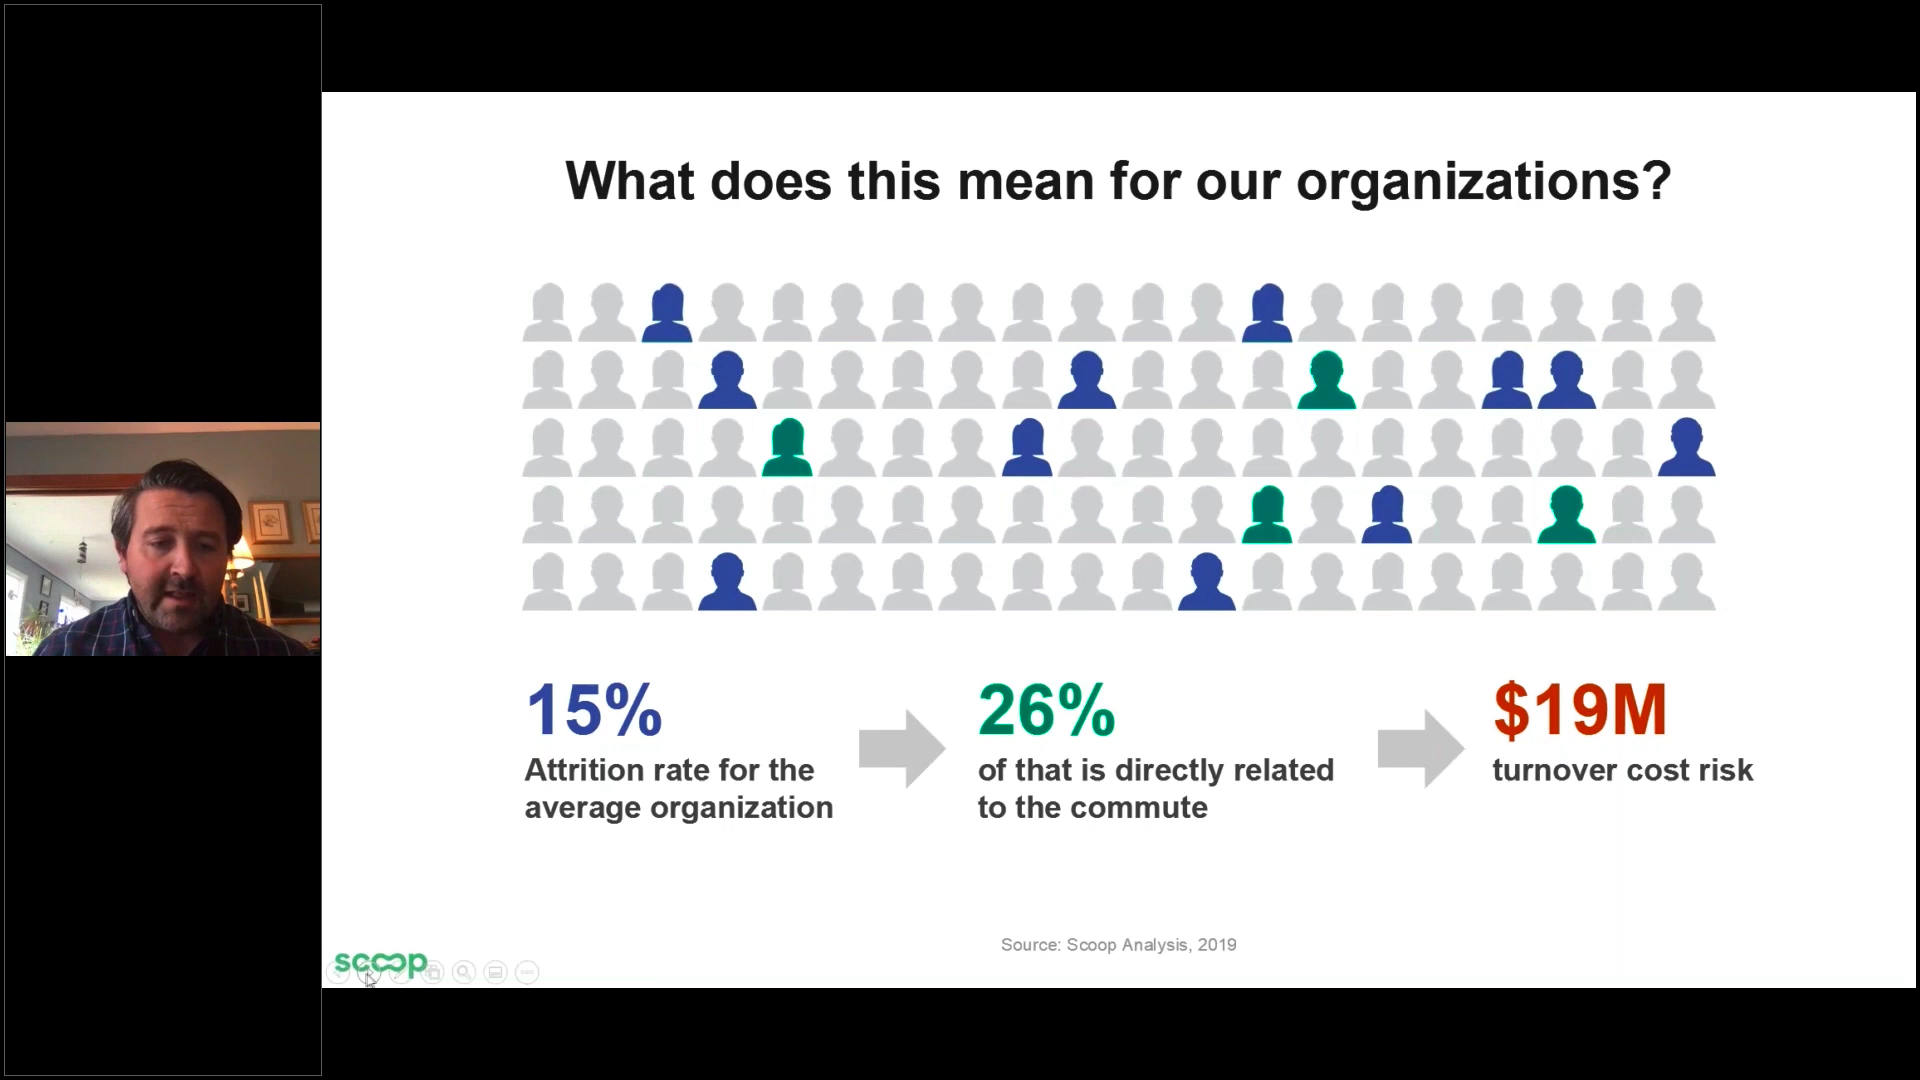 What does this mean for our organizations?
15%
Attrition rate for the
average organization
26%
of that is directly related
to the commute
$19M
turnover cost risk
Source: Scoop Analysis, 2019
scoop